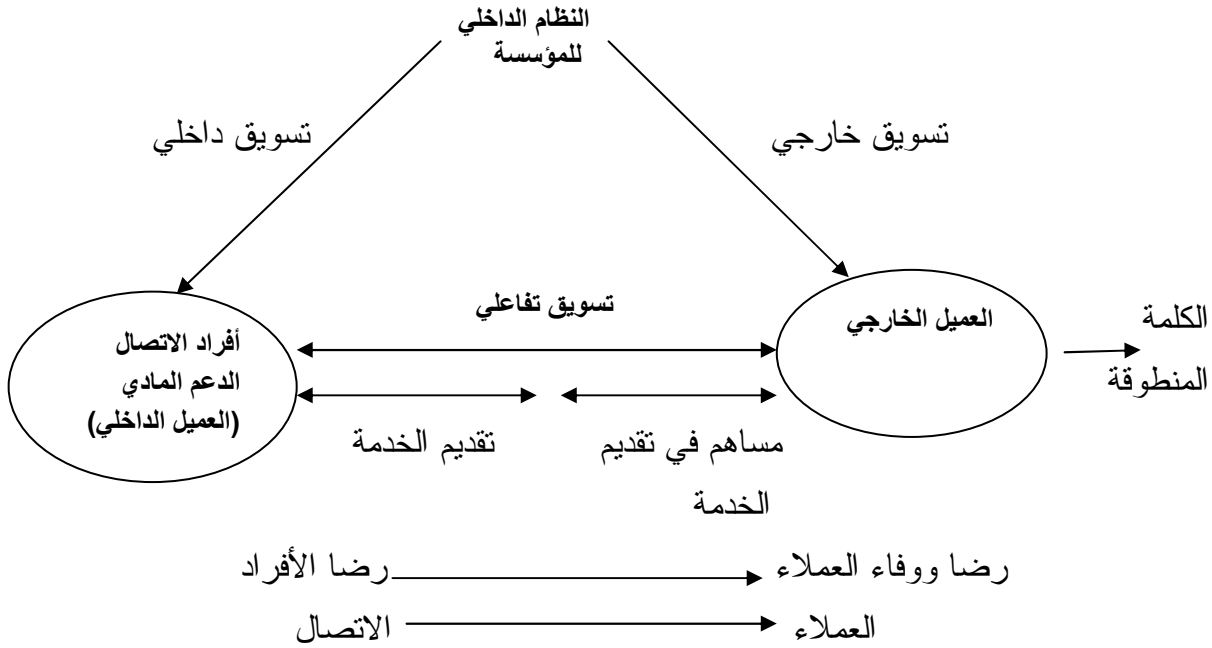 النظام الداخلي
للمؤسسة
تسويق خارجي
تسويق داخلي
تسويق تفاعلي
العميل الخارجي
الكلمة
المنطوقة
أفراد الاتصال
الدعم المادي
(العميل الداخلي)
مساهم في تقديم
الخدمة
تقديم الخدمة
رضا ووفاء العملاء
رضا الأفراد
العملاء
الاتصال